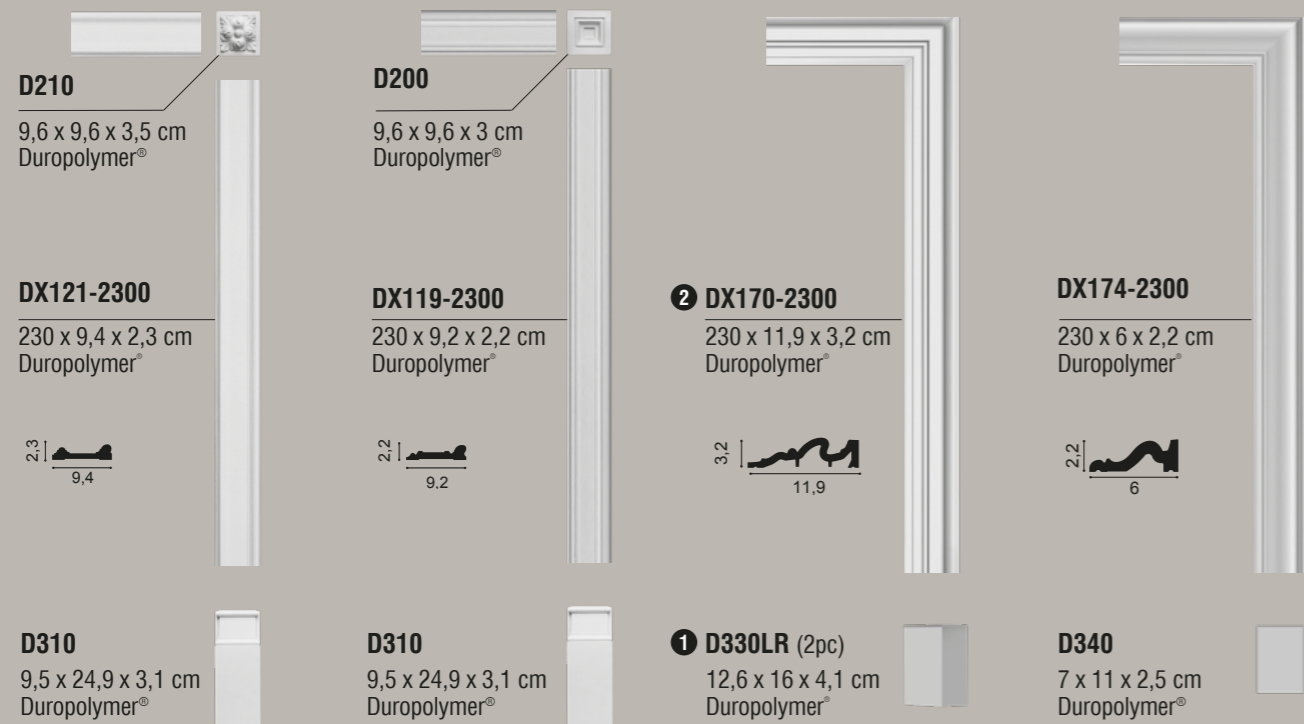 D210
9,6 x 9,6 x 3,5 cm
Duropolymer®
DX121-2300
230 x 9,4 x 2,3 cm
Duropolymer®
2,3
9,4
D310
9,5 x 24,9 x 3,1 cm
Duropolymer®
D200
9,6 x 9,6 x 3 cm
Duropolymer®
DX119-2300
230 x 9,2 x 2,2 cm
Duropolymer®
2,2
9.2
D310
9,5 x 24,9 x 3,1 cm
Duropolymer®
2 DX170-2300
230 x 11,9 x 3,2 cm
Duropolymer®
3,2
11,9
1 D330LR (2pc)
12,6 x 16 x 4,1 cm
Duropolymer®
DX174-2300
230 x 6 x 2,2 cm
Duropolymer®
2,2
6
D340
7 x 11 x 2,5 cm
Duropolymer®